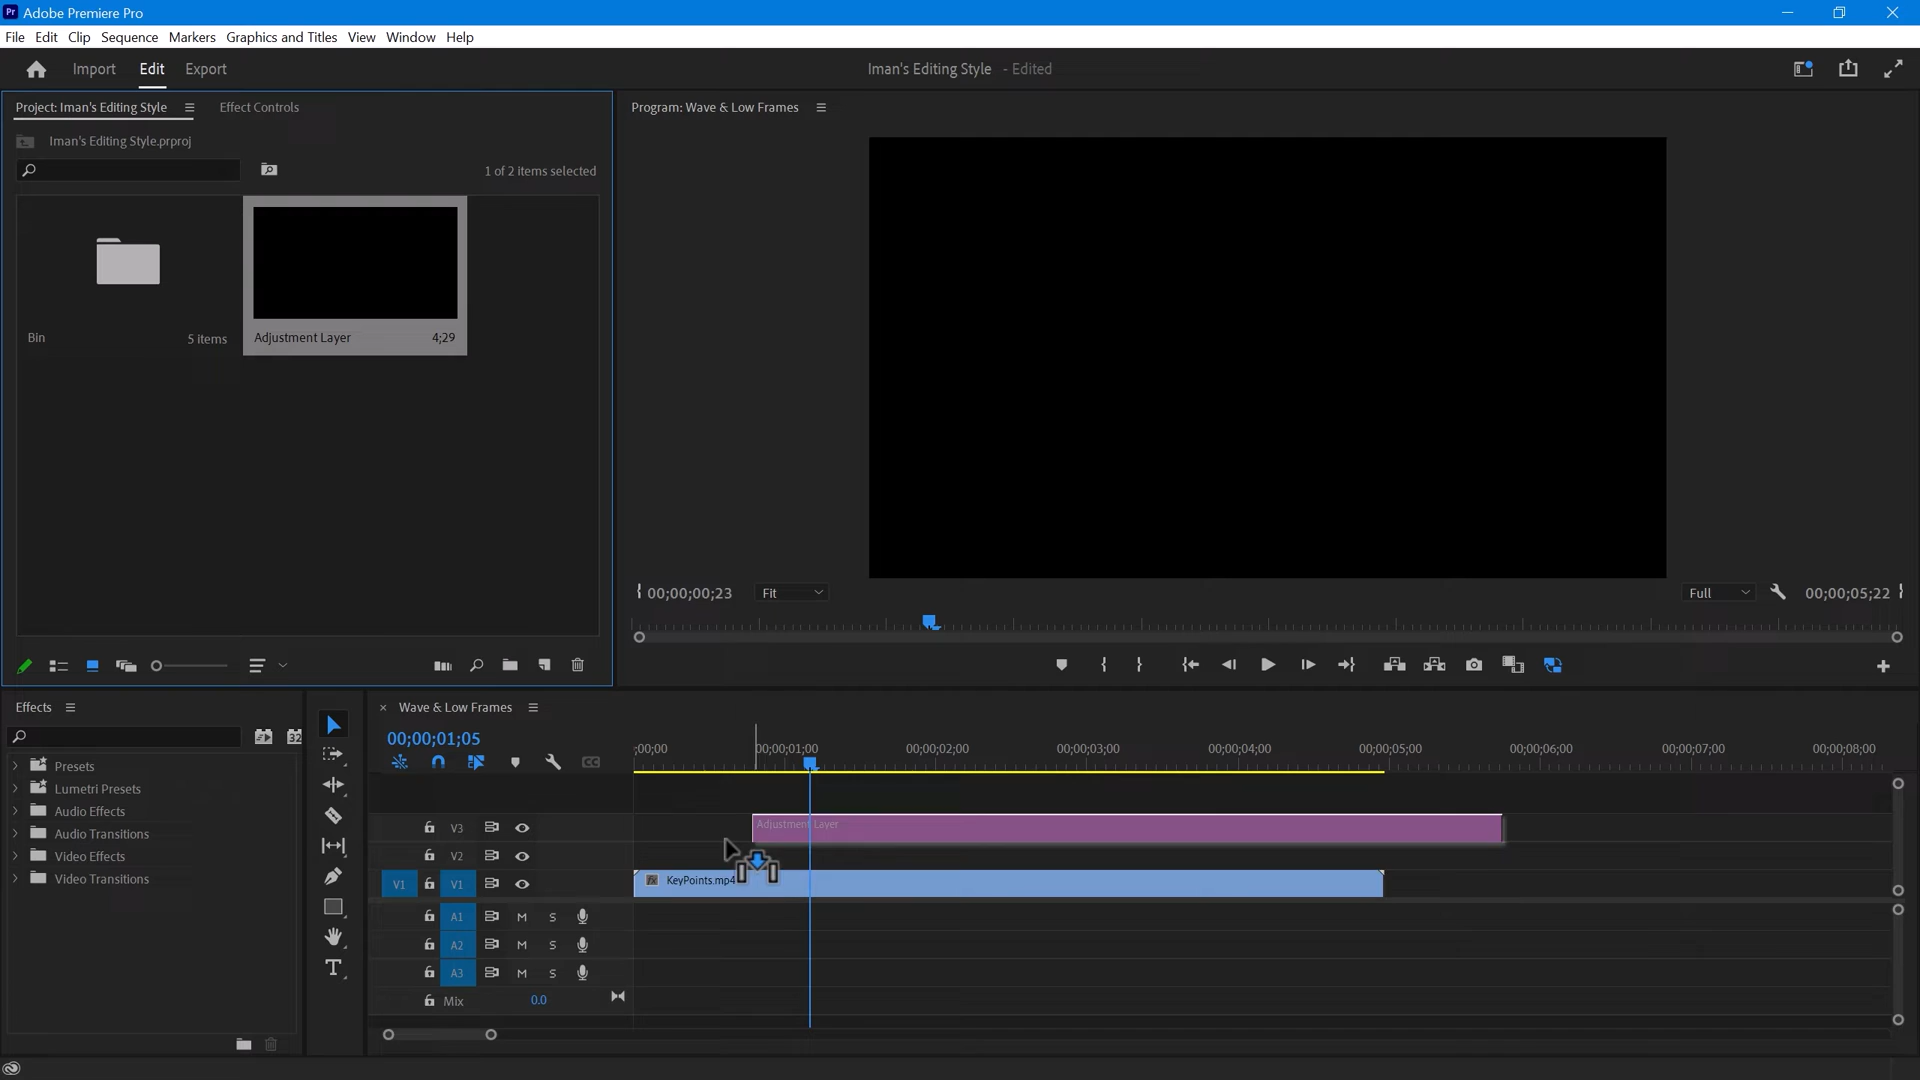 Pr Adobe Premiere Pro
File Edit Clip Sequence Markers Graphics and Titles View Window Help
Import Edit Export Iman's Editing Style - Edited
Project: Iman's Editing Style Effect Controls Program: Wave & Low Frames
Iman's Editing Style.prproj
1 of 2 items selected
Bin 5 items Adjustment Layer 4;29
00;00;00;23 Fit Full 00;00;05;22
Effects × Wave & Low Frames
32 00;00;01;05
;00;00 00;00;01;00 00;00;02;00 00;00;03;00 00;00;04;00 00;00;05;00 00;00;06;00 00;00;07;00 00;00;08;00
CC
Presets
Lumetri Presets
Audio Effects
Audio Transitions
Video Effects
Video Transitions
V3 Adjustment Layer
V2
V1 V1 fx KeyPoints.mp4
A1 M S
A2 M S
A3 M S
Mix 0.0